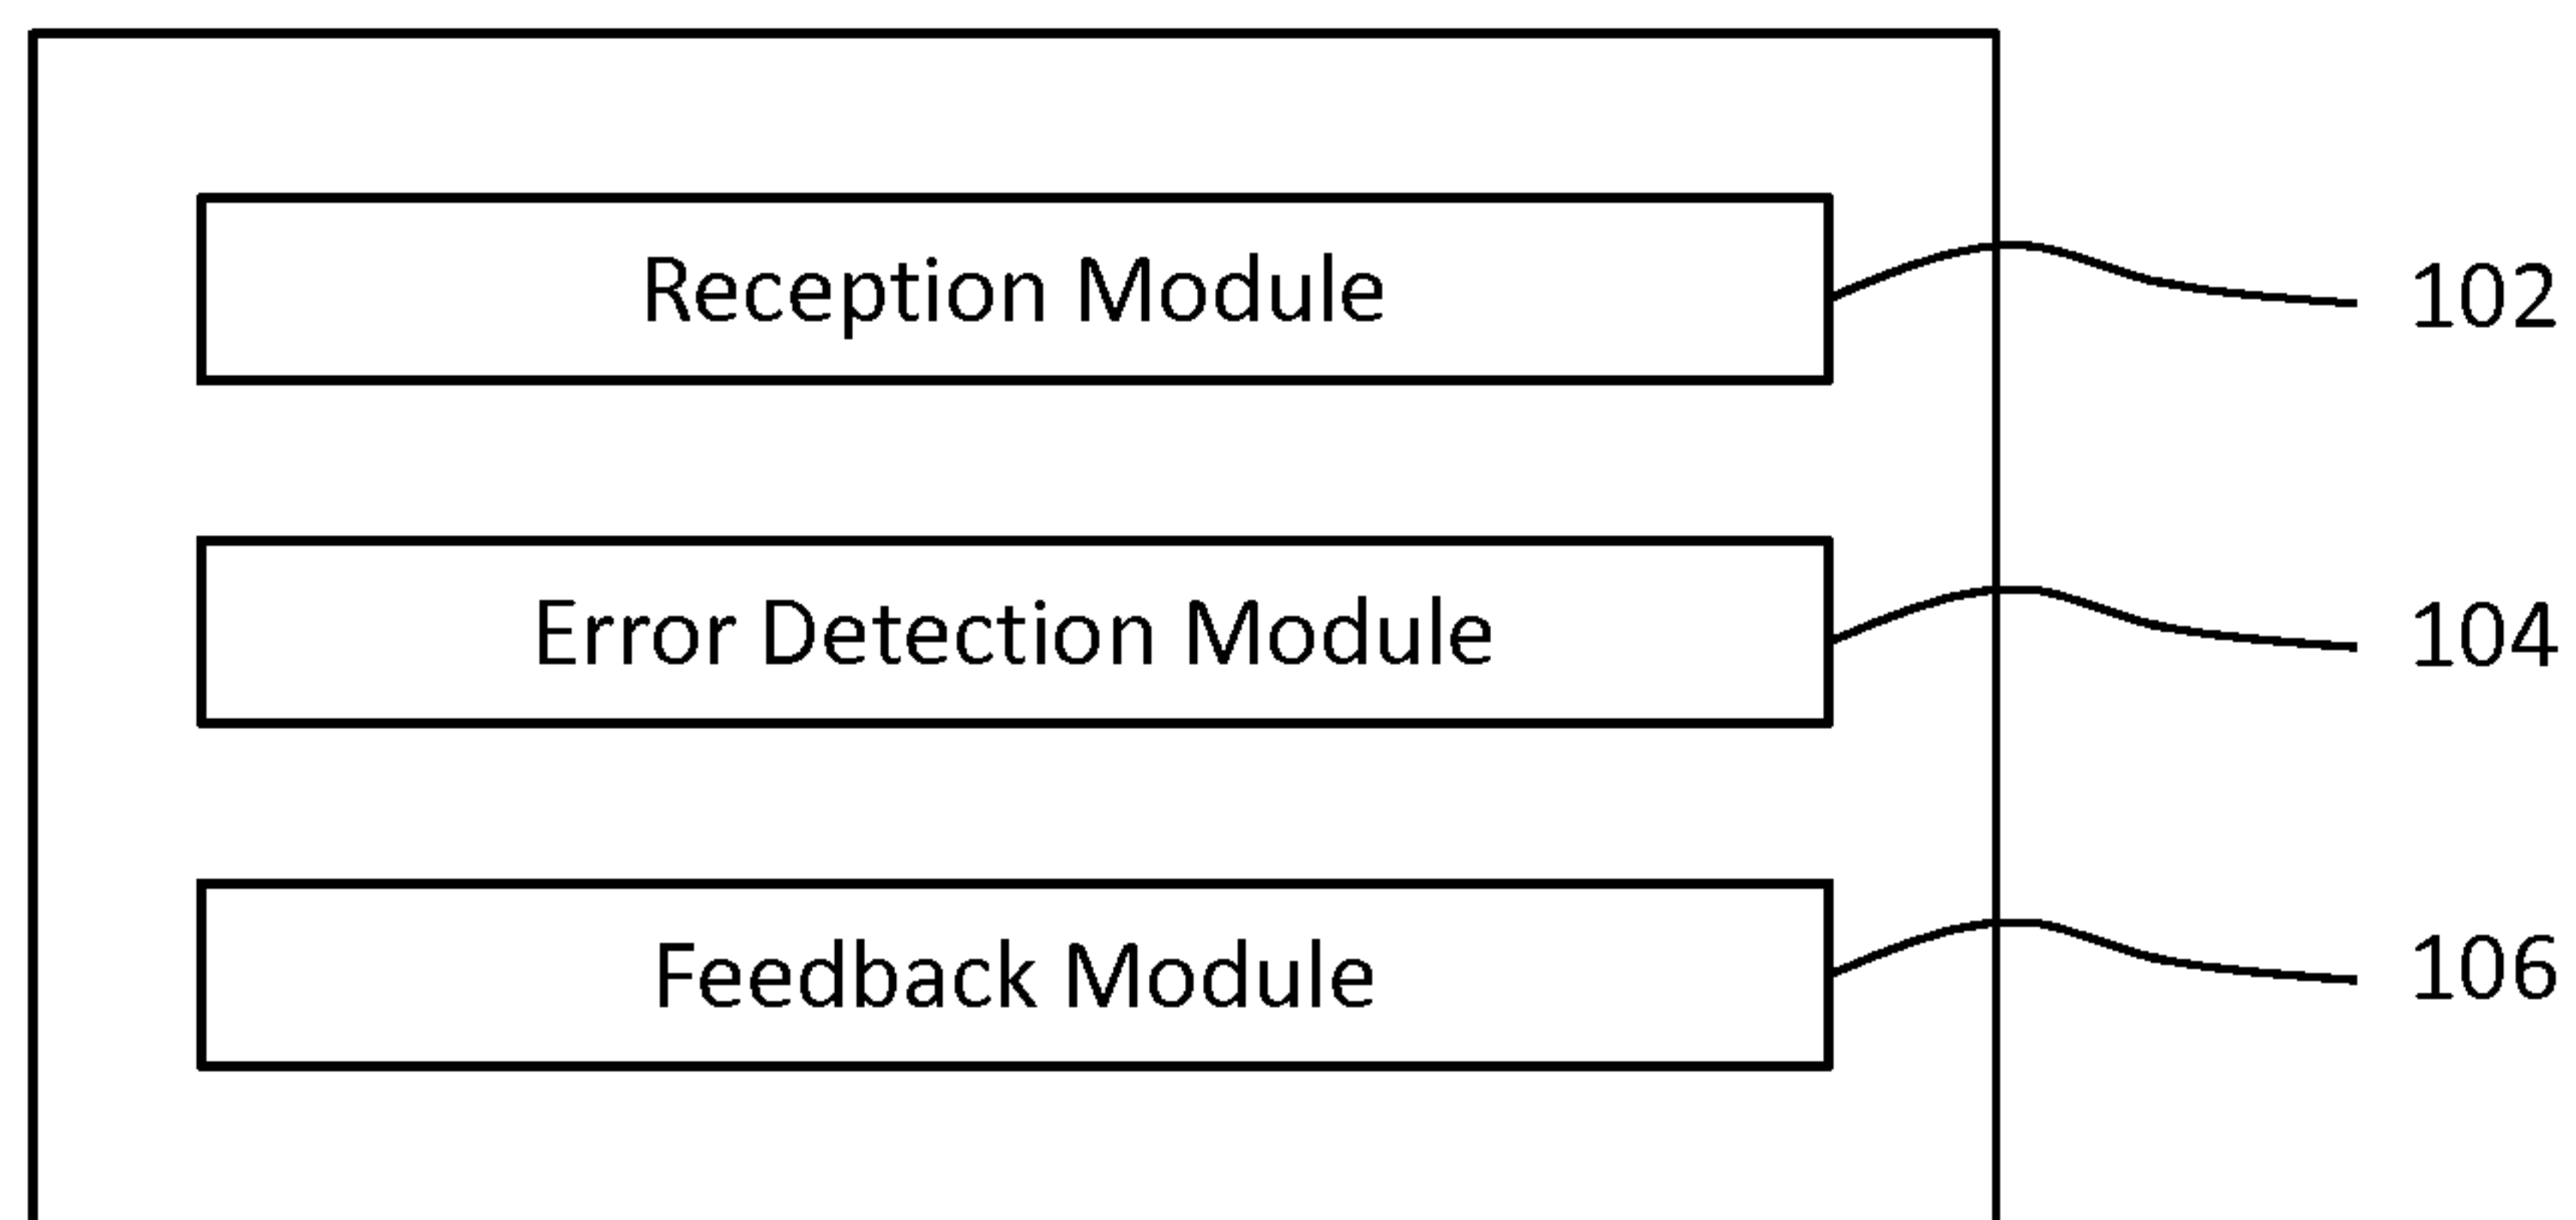 Reception Module
102
Error Detection Module
104
Feedback Module
106